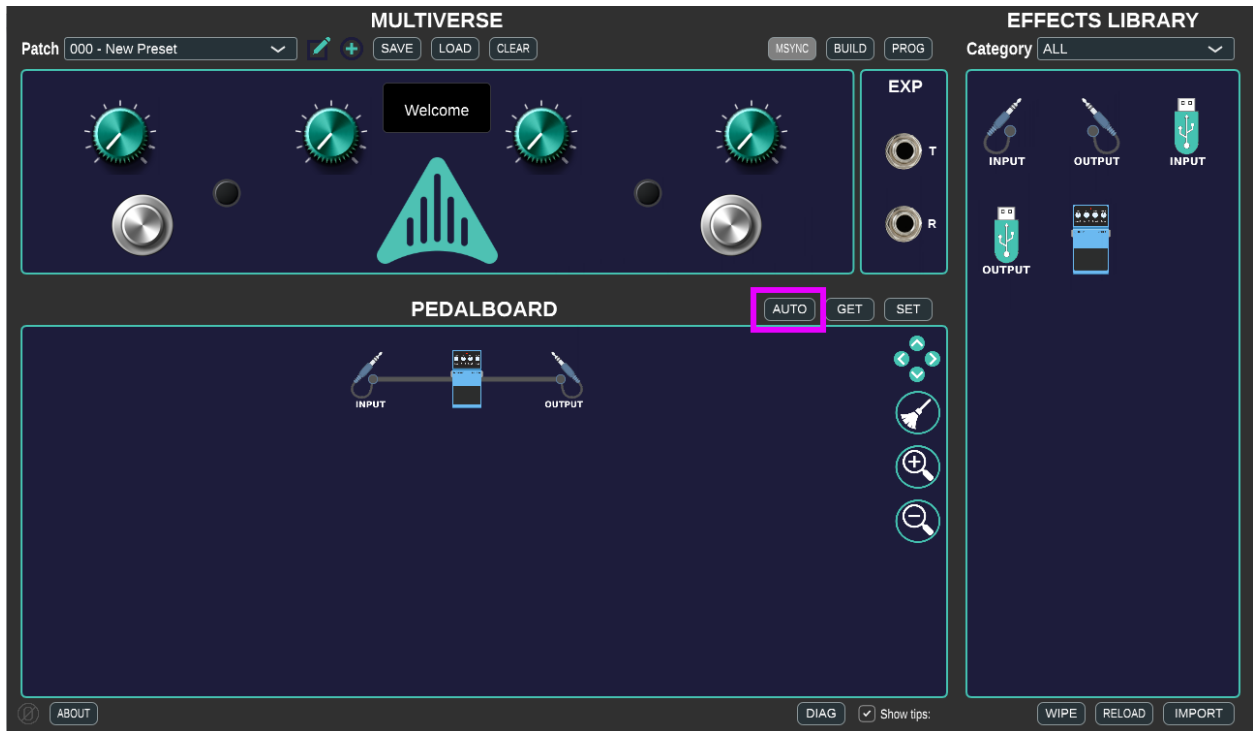 MULTIVERSE
EFFECTS LIBRARY
Patch 000 - New Preset SAVE LOAD CLEAR MSYNC BUILD PROG
Category ALL
Welcome
EXP
T
R
INPUT OUTPUT INPUT
OUTPUT
PEDALBOARD
AUTO GET SET
INPUT OUTPUT
ABOUT DIAG Show tips:
WIPE RELOAD IMPORT